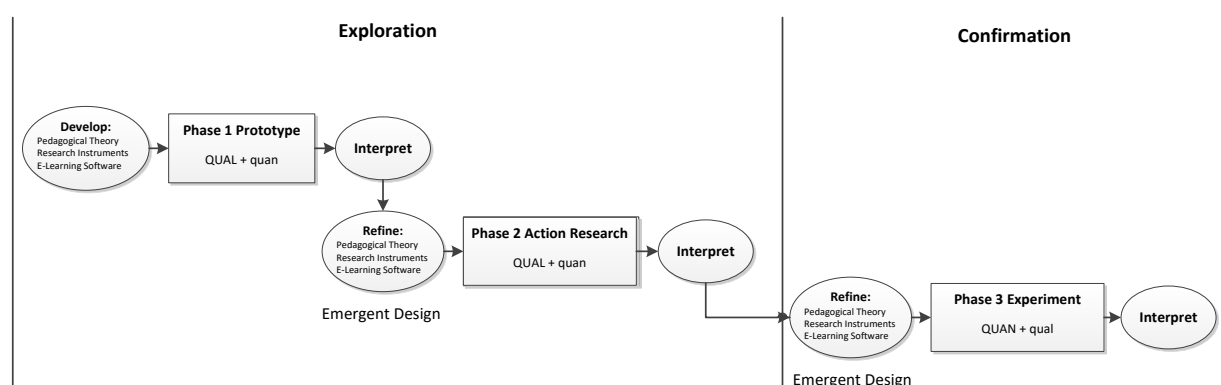 Exploration
Confirmation
Develop:
Pedagogical Theory
Research Instruments
E-Learning Software
Phase 1 Prototype
QUAL + quan
Interpret
Refine:
Pedagogical Theory
Research Instruments
E-Learning Software
Emergent Design
Phase 2 Action Research
QUAL + quan
Interpret
Refine:
Pedagogical Theory
Research Instruments
E-Learning Software
Emergent Design
Phase 3 Experiment
QUAN + qual
Interpret